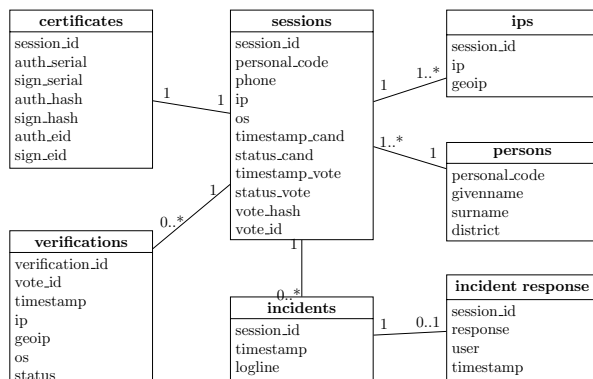 certificates
session_id
auth_serial
sign_serial
auth_hash
sign_hash
auth_eid
sign_eid
sessions
session_id
personal_code
phone
ip
os
timestamp_cand
status_cand
timestamp_vote
status_vote
vote_hash
vote_id
ips
session_id
ip
geoip
1
1
1
1..*
1..*
1
persons
personal_code
givenname
surname
district
1
0..*
verifications
verification_id
vote_id
timestamp
ip
geoip
os
status
1
0..*
incidents
session_id
timestamp
logline
1
0..1
incident response
session_id
response
user
timestamp